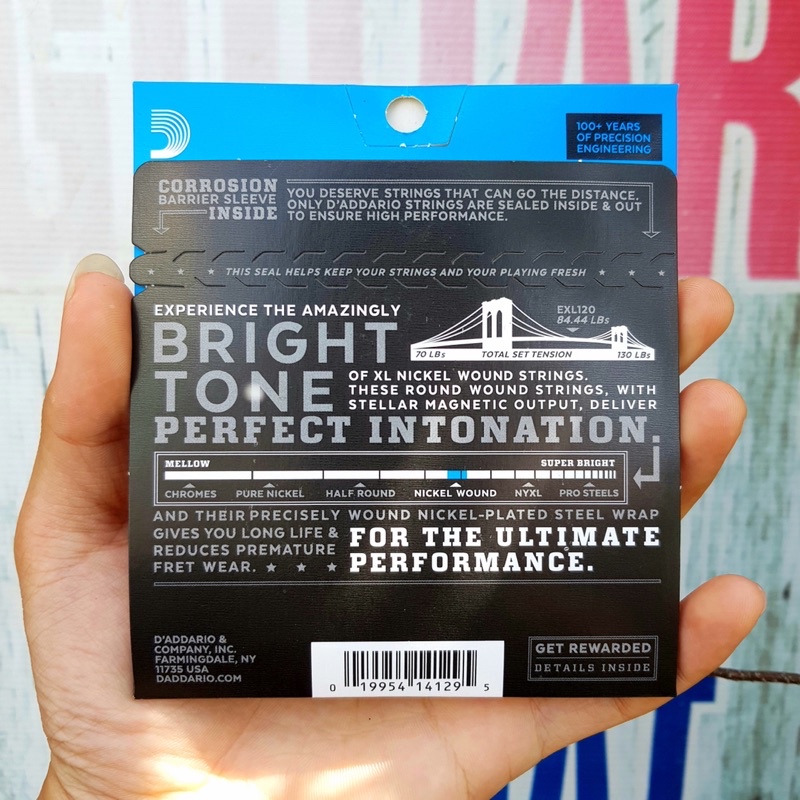 100+ YEARS
OF PRECISION
ENGINEERING
CORROSION
BARRIER SLEEVE
INSIDE
YOU DESERVE STRINGS THAT CAN GO THE DISTANCE.
ONLY D'ADDARIO STRINGS ARE SEALED INSIDE & OUT
TO ENSURE HIGH PERFORMANCE.
THIS SEAL HELPS KEEP YOUR STRINGS AND YOUR PLAYING FRESH
EXPERIENCE THE AMAZINGLY
BRIGHT
TONE
EXL120
84.44 LBs
70 LBs
TOTAL SET TENSION
130 LBs
OF XL NICKEL WOUND STRINGS.
THESE ROUND WOUND STRINGS, WITH
STELLAR MAGNETIC OUTPUT, DELIVER
PERFECT INTONATION.
MELLOW
SUPER BRIGHT
CHROMES
PURE NICKEL
HALF ROUND
NICKEL WOUND
NYXL
PRO STEELS
AND THEIR PRECISELY WOUND NICKEL-PLATED STEEL WRAP
GIVES YOU LONG LIFE &
REDUCES PREMATURE
FRET WEAR.
FOR THE ULTIMATE
PERFORMANCE.
D'ADDARIO &
COMPANY, INC.
FARMINGDALE, NY
11735 USA
DADDARIO.COM
0 19954 14129 5
GET REWARDED
DETAILS INSIDE